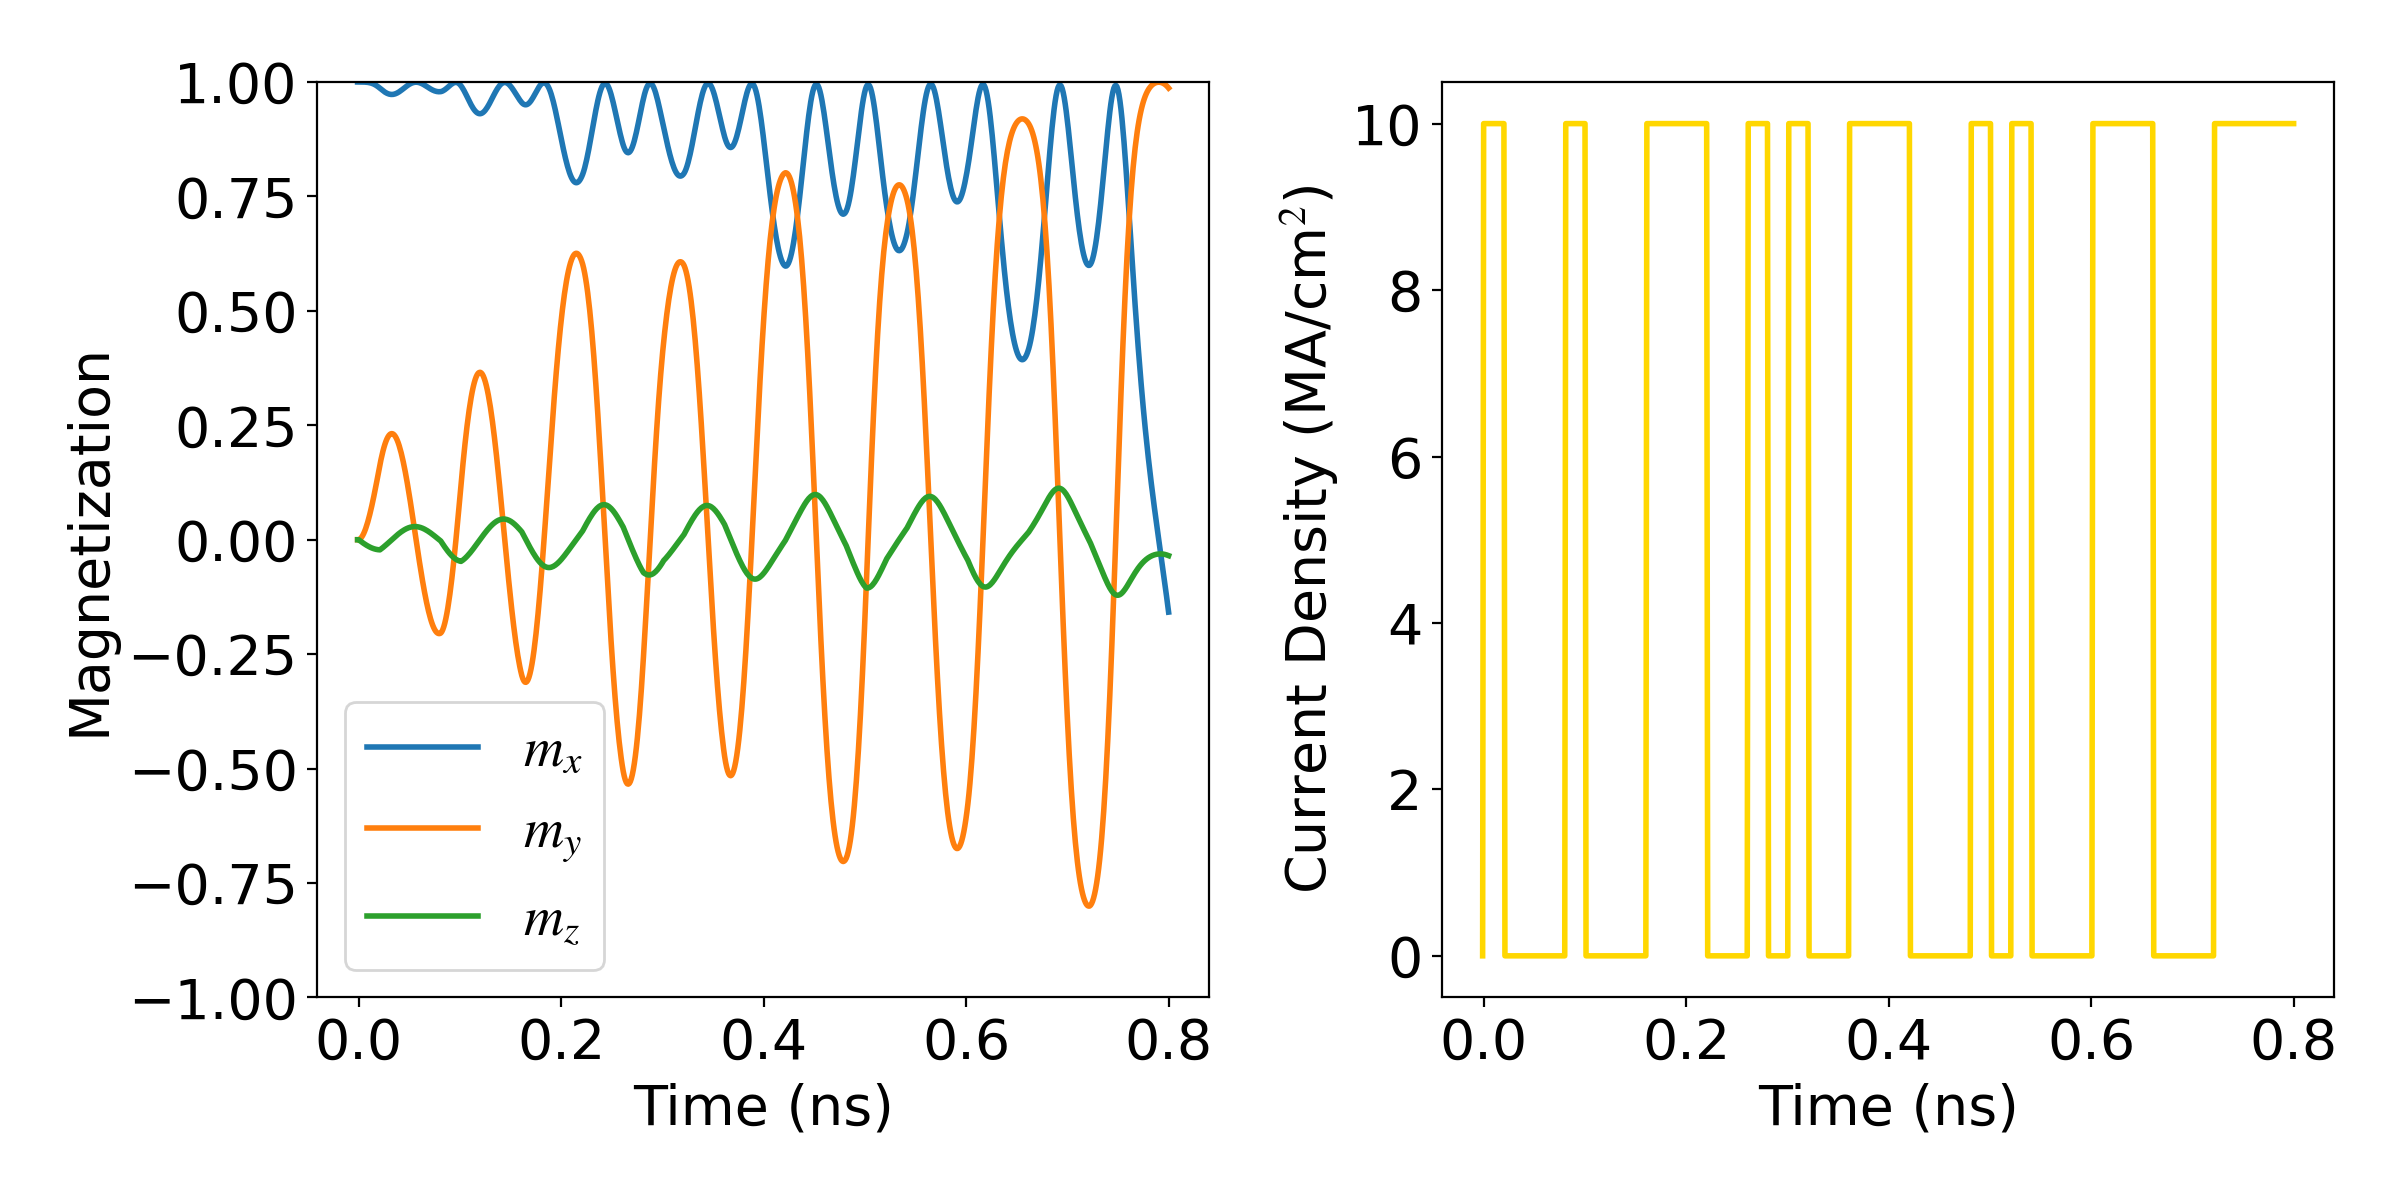 1.00
0.75
0.50
0.25
0.00
−0.25
−0.50
−0.75
−1.00
Magnetization
m_x
m_y
m_z
0.0 0.2 0.4 0.6 0.8
Time (ns)
10
8
6
4
2
0
Current Density (MA/cm²)
0.0 0.2 0.4 0.6 0.8
Time (ns)